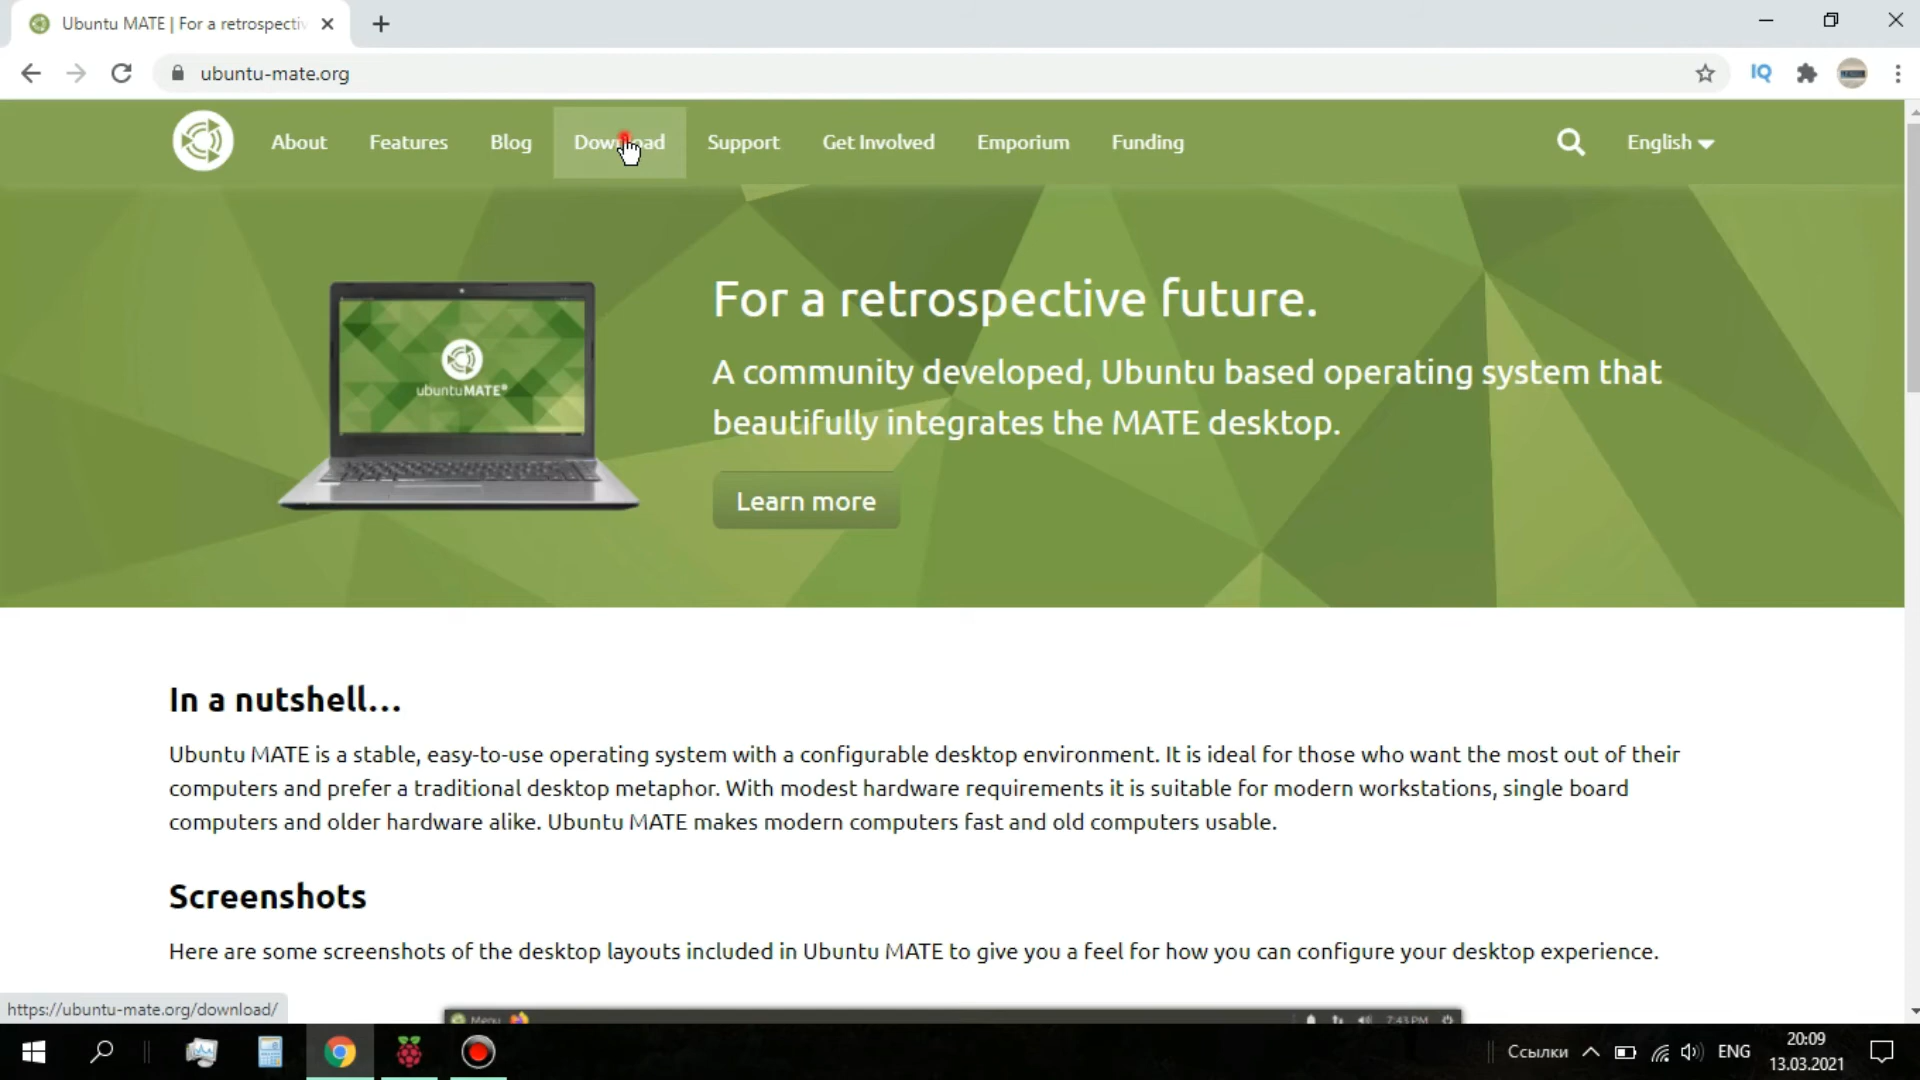 Ubuntu MATE | For a retrospectiv
ubuntu-mate.org
IQ
About
Features
Blog
Download
Support
Get Involved
Emporium
Funding
English
For a retrospective future.
A community developed, Ubuntu based operating system that
beautifully integrates the MATE desktop.
Learn more
ubuntuMATE
In a nutshell...
Ubuntu MATE is a stable, easy-to-use operating system with a configurable desktop environment. It is ideal for those who want the most out of their
computers and prefer a traditional desktop metaphor. With modest hardware requirements it is suitable for modern workstations, single board
computers and older hardware alike. Ubuntu MATE makes modern computers fast and old computers usable.
Screenshots
Here are some screenshots of the desktop layouts included in Ubuntu MATE to give you a feel for how you can configure your desktop experience.
https://ubuntu-mate.org/download/
Menu
7:43 PM
Ссылки
ENG
20:09
13.03.2021